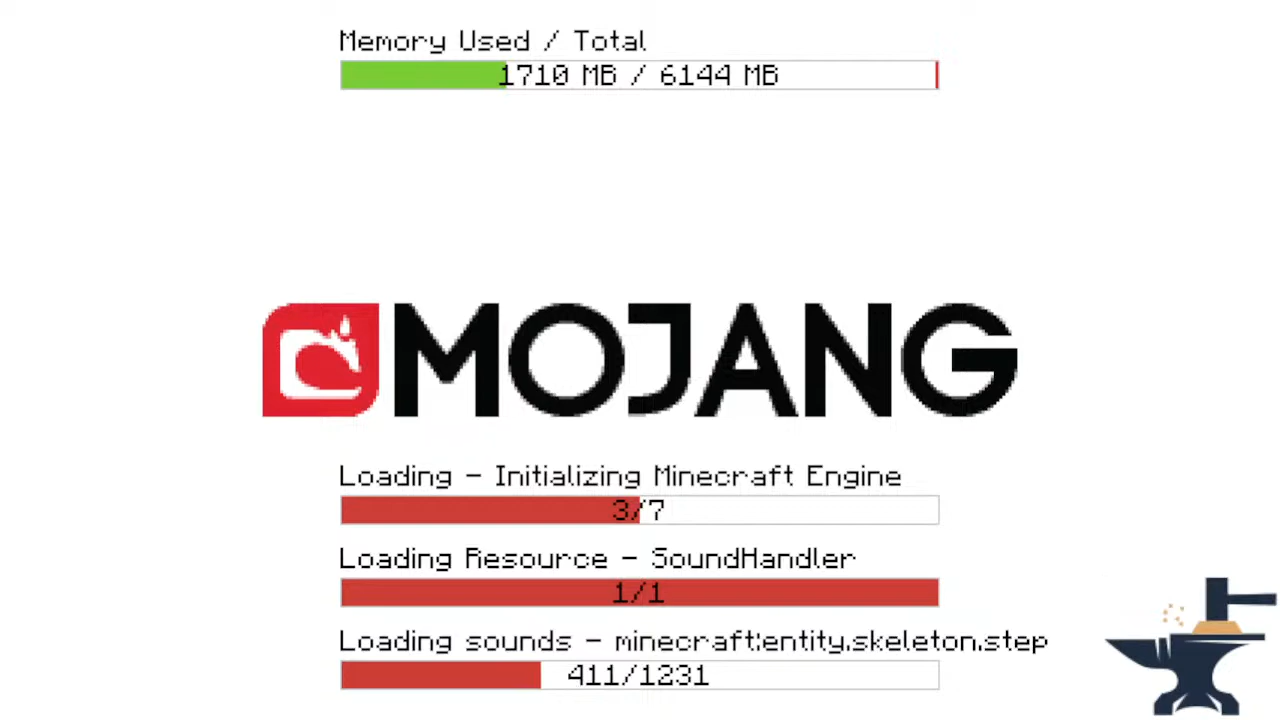 Memory Used / Total
1710 MB / 6144 MB
MOJANG
Loading - Initializing Minecraft Engine
3/7
Loading Resource - SoundHandler
1/1
Loading sounds - minecraft:entity.skeleton.step
411/1231